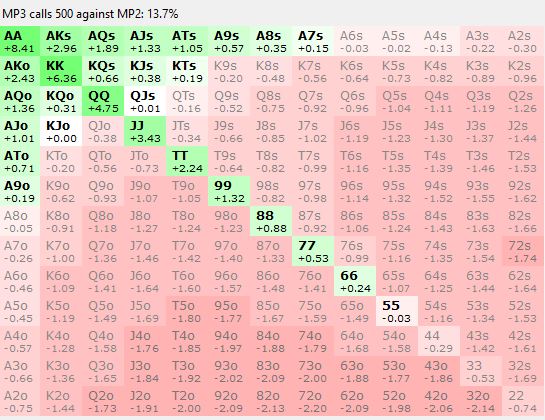 MP3 calls 500 against MP2: 13.7%
AA AKs AQs AJs ATs A9s A8s A7s A6s A5s A4s A3s A2s
+8.41 +2.96 +1.89 +1.33 +1.05 +0.57 +0.35 +0.15 -0.03 -0.02 -0.13 -0.22 -0.30
AKo KK KQs KJs KTs K9s K8s K7s K6s K5s K4s K3s K2s
+2.43 +6.36 +0.66 +0.38 +0.19 -0.20 -0.48 -0.56 -0.64 -0.73 -0.82 -0.89 -0.96
AQo KQo QQ QJs QTs Q9s Q8s Q7s Q6s Q5s Q4s Q3s Q2s
+1.36 +0.31 +4.75 +0.01 -0.16 -0.52 -0.75 -0.92 -0.96 -1.04 -1.11 -1.19 -1.26
AJo KJo QJo JJ JTs J9s J8s J7s J6s J5s J4s J3s J2s
+1.01 +0.00 -0.38 +3.43 -0.34 -0.66 -0.85 -1.02 -1.19 -1.23 -1.30 -1.37 -1.44
ATo KTo QTo JTo TT T9s T8s T7s T6s T5s T4s T3s T2s
+0.71 -0.20 -0.56 -0.73 +2.24 -0.64 -0.82 -0.99 -1.16 -1.35 -1.39 -1.46 -1.53
A9o K9o Q9o J9o T9o 99 98s 97s 96s 95s 94s 93s 92s
+0.19 -0.62 -0.93 -1.07 -1.05 +1.32 -0.82 -0.98 -1.14 -1.32 -1.52 -1.55 -1.62
A8o K8o Q8o J8o T8o 98o 88 87s 86s 85s 84s 83s 82s
-0.05 -0.91 -1.18 -1.27 -1.24 -1.23 +0.88 -0.92 -1.06 -1.24 -1.43 -1.63 -1.66
A7o K7o Q7o J7o T7o 97o 87o 77 76s 75s 74s 73s 72s
-0.26 -1.00 -1.36 -1.46 -1.42 -1.40 -1.33 +0.53 -0.99 -1.16 -1.35 -1.54 -1.74
A6o K6o Q6o J6o T6o 96o 86o 76o 66 65s 64s 63s 62s
-0.46 -1.09 -1.41 -1.64 -1.60 -1.57 -1.48 -1.41 +0.24 -1.07 -1.25 -1.44 -1.64
A5o K5o Q5o J5o T5o 95o 85o 75o 65o 55 54s 53s 52s
-0.45 -1.19 -1.49 -1.69 -1.80 -1.77 -1.67 -1.59 -1.49 -0.03 -1.16 -1.34 -1.53
A4o K4o Q4o J4o T4o 94o 84o 74o 64o 54o 44 43s 42s
-0.57 -1.28 -1.58 -1.76 -1.85 -1.97 -1.88 -1.79 -1.68 -1.58 -0.29 -1.42 -1.61
A3o K3o Q3o J3o T3o 93o 83o 73o 63o 53o 43o 33 32s
-0.66 -1.36 -1.65 -1.84 -1.92 -2.02 -2.09 -2.00 -1.88 -1.77 -1.86 -0.53 -1.69
A2o K2o Q2o J2o T2o 92o 82o 72o 62o 52o 42o 32o 22
-0.75 -1.44 -1.73 -1.91 -2.00 -2.09 -2.13 -2.20 -2.09 -1.98 -2.06 -2.14 -0.74